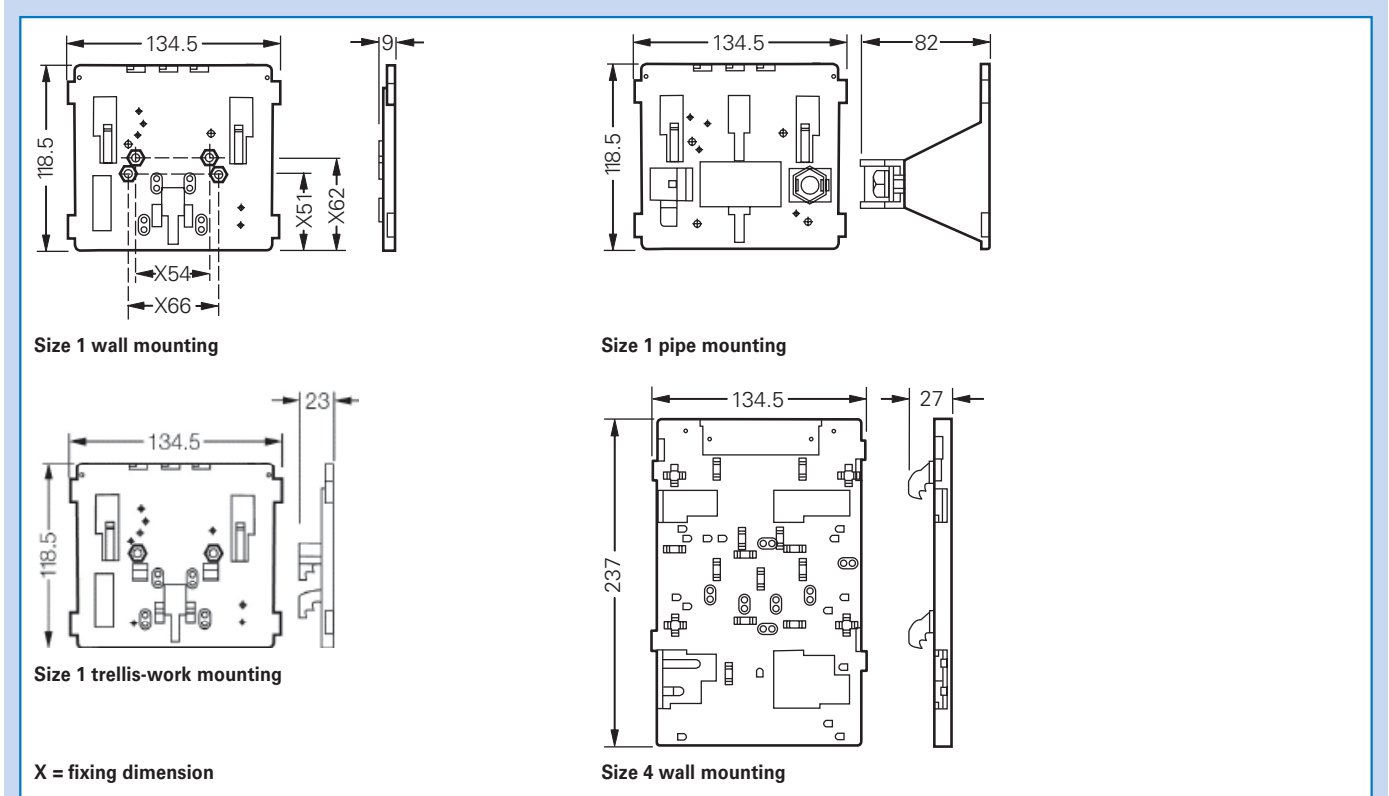 134.5
9
118.5
X51
X62
X54
X66
Size 1 wall mounting
134.5
82
118.5
Size 1 pipe mounting
23
134.5
118.5
Size 1 trellis-work mounting
X = fixing dimension
134.5
27
237
Size 4 wall mounting